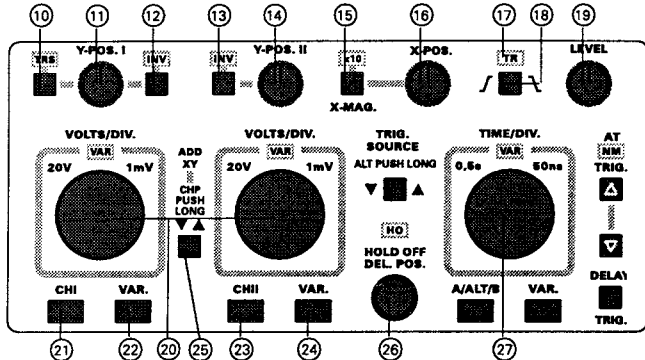 10 11 12 13 14 15 16 17 18 19
TRS Y-POS. I INV INV Y-POS. II x10 X-POS. TR LEVEL
X-MAG.
VOLTS/DIV. VOLTS/DIV. TRIG. SOURCE TIME/DIV. AT
VAR ADD VAR VAR NM
20V 1mV XY 20V 1mV ALT PUSH LONG 0,5s 50ns TRIG.
CHP
PUSH
LONG
HO
HOLD OFF
DEL. POS.
DELAY
CHI VAR. CHII VAR. A/ALT/B VAR. TRIG.
21 22 20 25 23 24 26 27